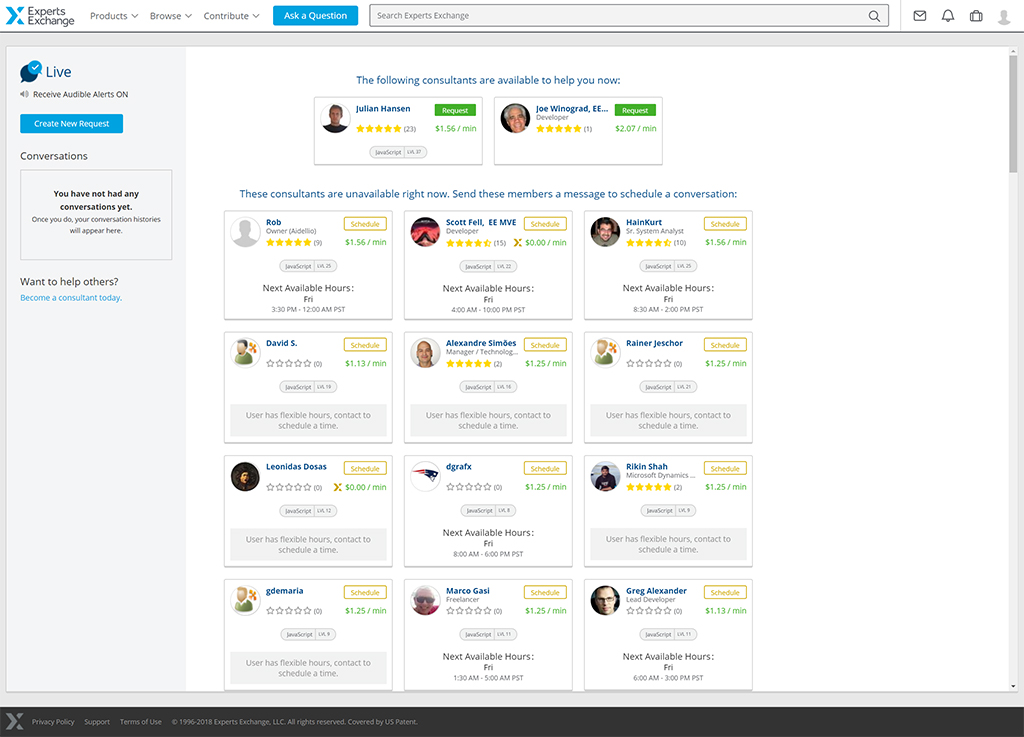 Experts Exchange
Products
Browse
Contribute
Ask a Question
Search Experts Exchange
Live
Receive Audible Alerts ON
Create New Request
Conversations
You have not had any
conversations yet.
Once you do, your conversation histories
will appear here.
Want to help others?
Become a consultant today.
The following consultants are available to help you now:
Julian Hansen
Request
(23)
$1.56 / min
JavaScript LVL 37
Joe Winograd, EE...
Request
Developer
(1)
$2.07 / min
These consultants are unavailable right now. Send these members a message to schedule a conversation:
Rob
Schedule
Owner (Aidellio)
(9)
$1.56 / min
JavaScript LVL 25
Next Available Hours:
Fri
3:30 PM - 12:00 AM PST
Scott Fell, EE MVE
Schedule
Developer
(15)
$0.00 / min
JavaScript LVL 22
Next Available Hours:
Fri
4:00 AM - 10:00 PM PST
HainKurt
Schedule
Sr. System Analyst
(10)
$1.56 / min
JavaScript LVL 25
Next Available Hours:
Fri
8:30 AM - 2:00 PM PST
David S.
Schedule
(0)
$1.13 / min
JavaScript LVL 19
User has flexible hours, contact to
schedule a time.
Alexandre Simões
Schedule
Manager / Technolog...
(2)
$1.25 / min
JavaScript LVL 16
User has flexible hours, contact to
schedule a time.
Rainer Jeschor
Schedule
(0)
$1.25 / min
JavaScript LVL 21
User has flexible hours, contact to
schedule a time.
Leonidas Dosas
Schedule
(0)
$0.00 / min
JavaScript LVL 12
User has flexible hours, contact to
schedule a time.
dgrafx
Schedule
(0)
$1.25 / min
JavaScript LVL 8
Next Available Hours:
Fri
8:00 AM - 6:00 PM PST
Rikin Shah
Schedule
Microsoft Dynamics ...
(2)
$1.25 / min
JavaScript LVL 9
User has flexible hours, contact to
schedule a time.
gdemaria
Schedule
(0)
$1.25 / min
JavaScript LVL 9
User has flexible hours, contact to
schedule a time.
Marco Gasi
Schedule
Freelancer
(0)
$1.25 / min
JavaScript LVL 11
Next Available Hours:
Fri
1:30 AM - 5:00 AM PST
Greg Alexander
Schedule
Lead Developer
(0)
$1.13 / min
JavaScript LVL 11
Next Available Hours:
Fri
6:00 AM - 3:00 PM PST
Privacy Policy Support Terms of Use © 1996-2018 Experts Exchange, LLC. All rights reserved. Covered by US Patent.